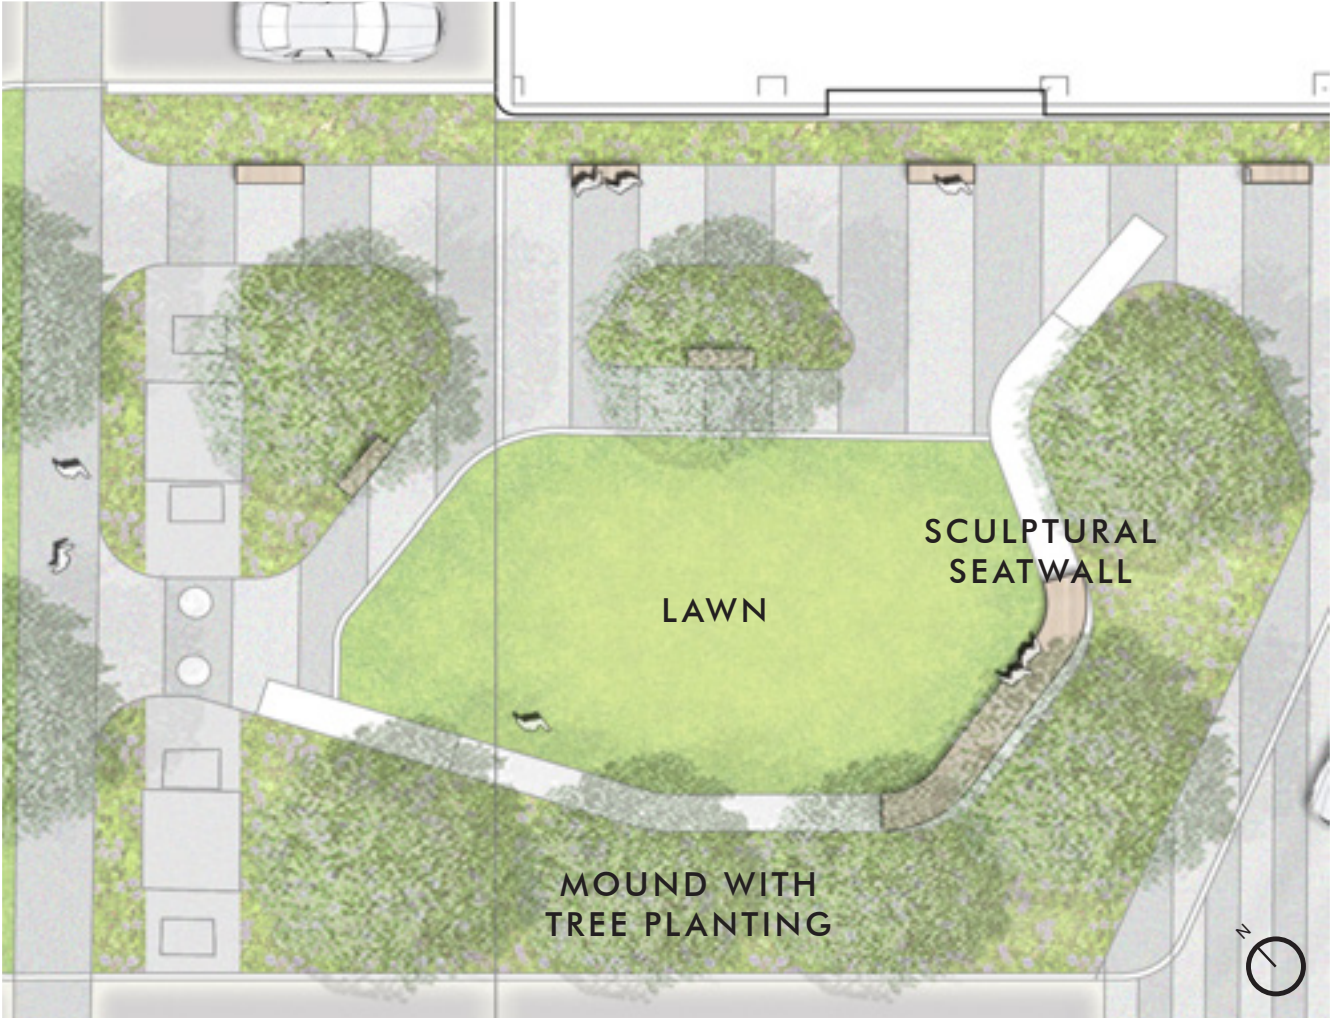 SCULPTURAL
SEATWALL
LAWN
MOUND WITH
TREE PLANTING
N